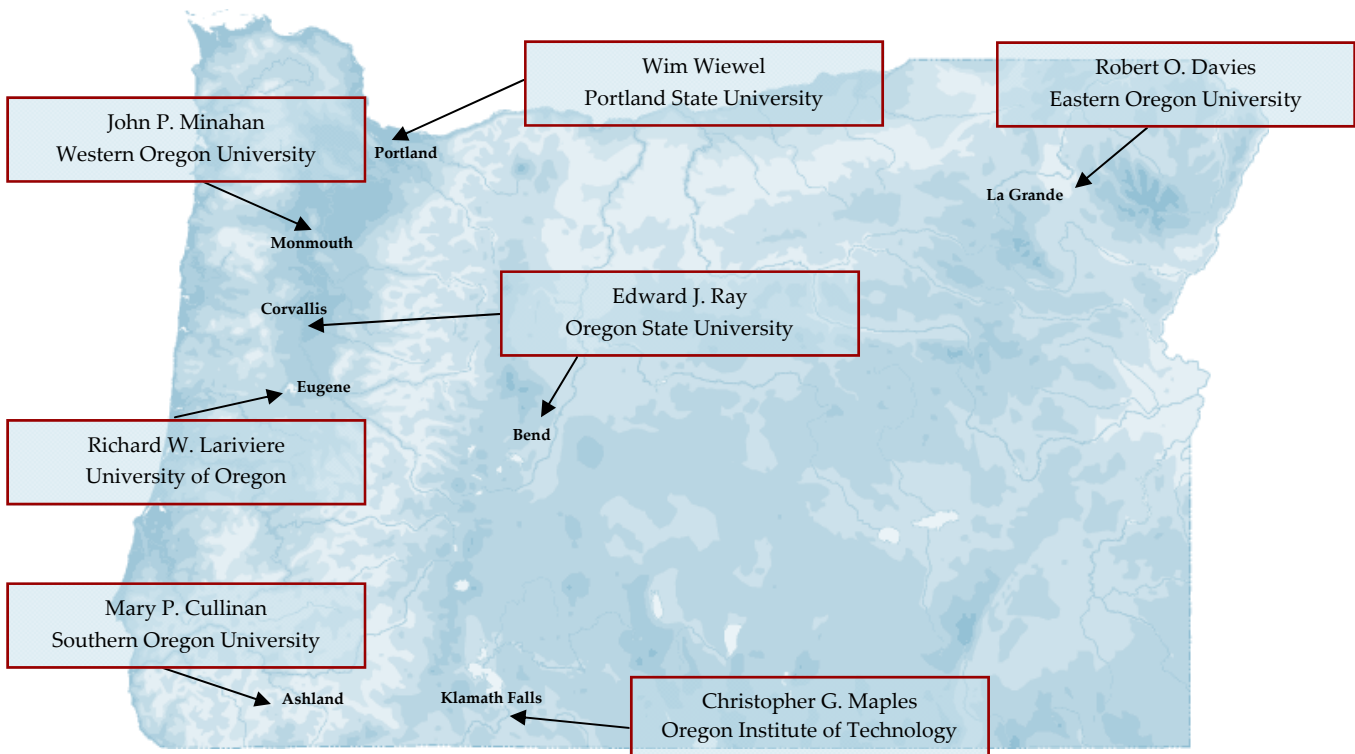 Wim Wiewel
Portland State University
Robert O. Davies
Eastern Oregon University
John P. Minahan
Western Oregon University
Portland
La Grande
Monmouth
Edward J. Ray
Oregon State University
Corvallis
Eugene
Bend
Richard W. Lariviere
University of Oregon
Mary P. Cullinan
Southern Oregon University
Ashland
Klamath Falls
Christopher G. Maples
Oregon Institute of Technology